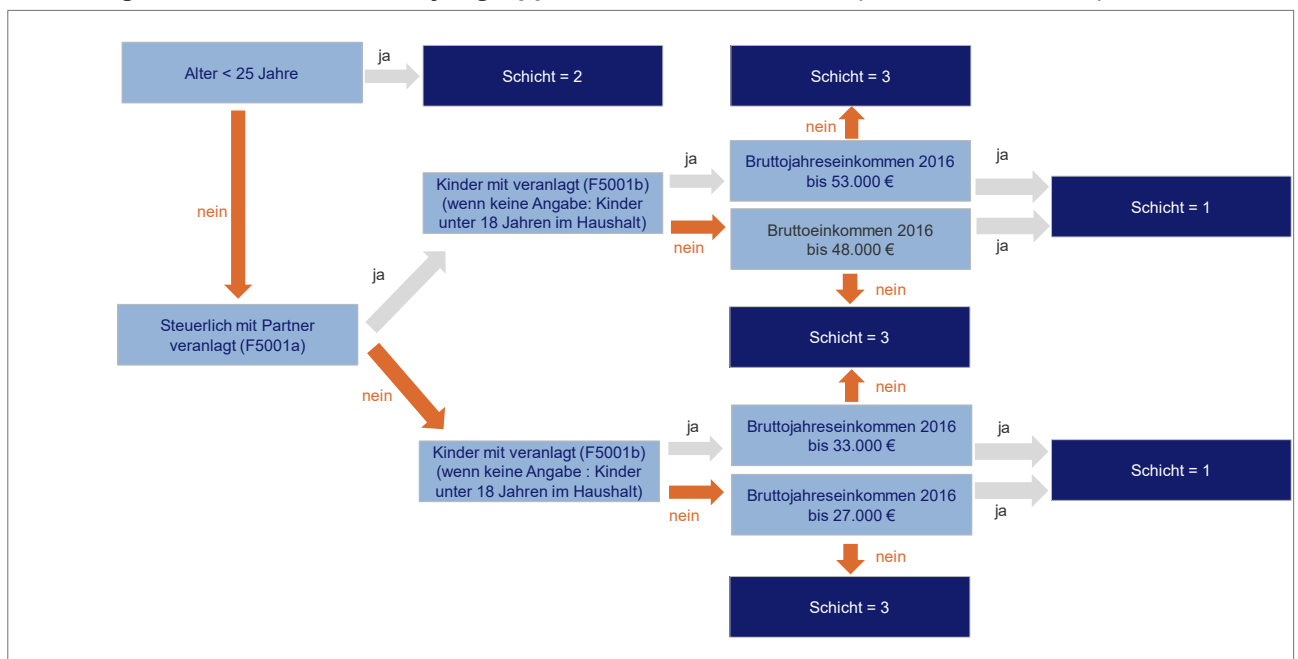 Alter < 25 Jahre
ja
Schicht = 2
Schicht = 3
nein
nein
Kinder mit veranlagt (F5001b)
(wenn keine Angabe: Kinder
unter 18 Jahren im Haushalt)
ja
nein
Bruttojahreseinkommen 2016
bis 53.000 €
Bruttoeinkommen 2016
bis 48.000 €
ja
ja
Schicht = 1
nein
ja
Steuerlich mit Partner
veranlagt (F5001a)
Schicht = 3
nein
nein
Kinder mit veranlagt (F5001b)
(wenn keine Angabe : Kinder
unter 18 Jahren im Haushalt)
ja
nein
Bruttojahreseinkommen 2016
bis 33.000 €
Bruttojahreseinkommen 2016
bis 27.000 €
ja
ja
Schicht = 1
nein
Schicht = 3